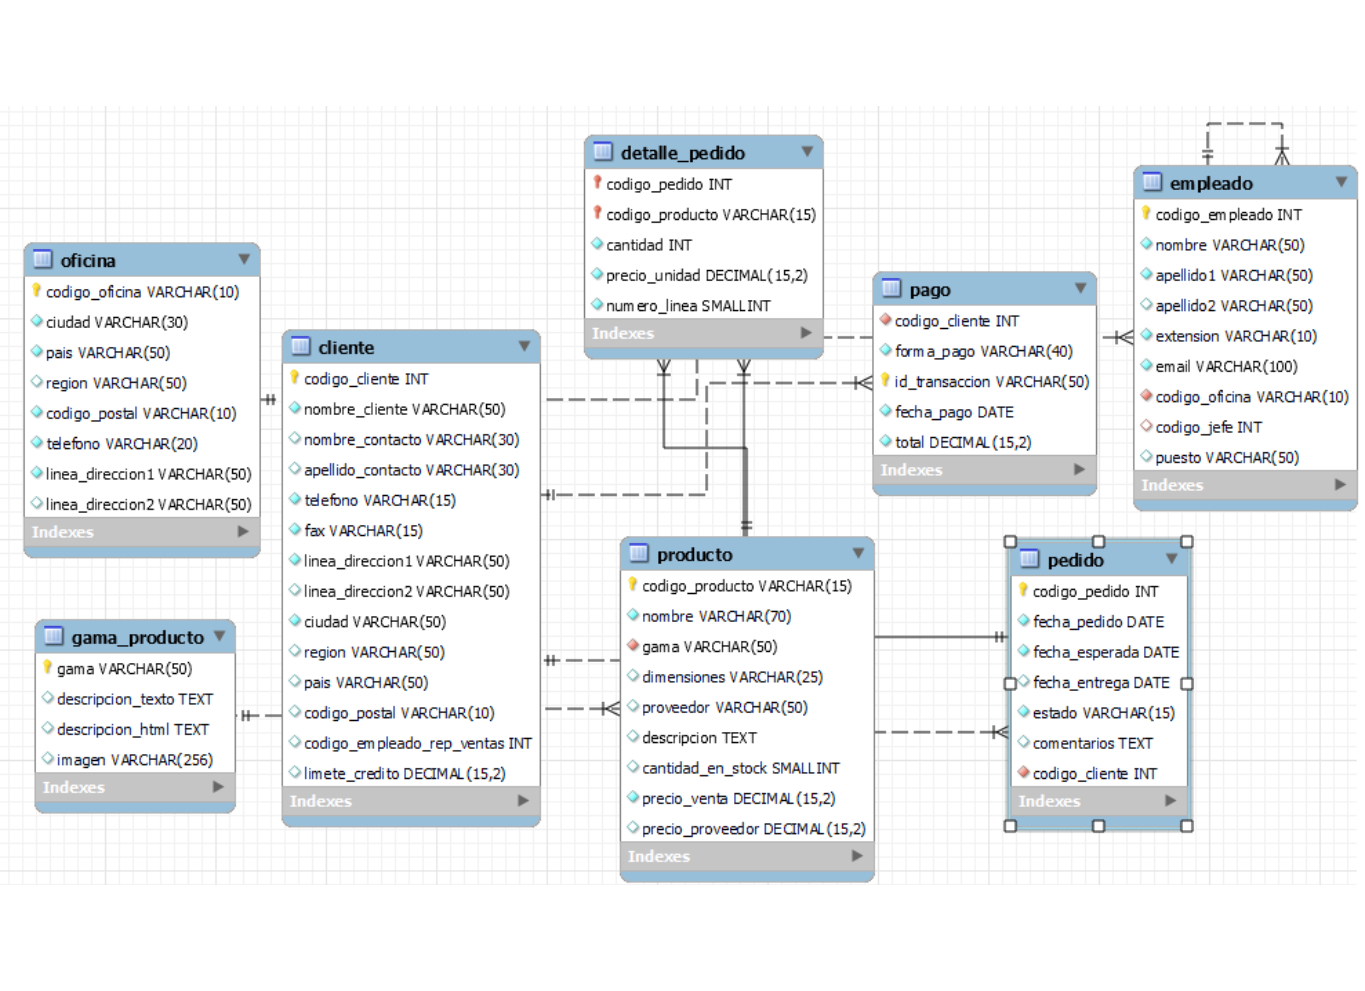 oficina
codigo_oficina VARCHAR(10)
ciudad VARCHAR(30)
pais VARCHAR(50)
region VARCHAR(50)
codigo_postal VARCHAR(10)
telefono VARCHAR(20)
linea_direccion1 VARCHAR(50)
linea_direccion2 VARCHAR(50)
Indexes
gama_producto
gama VARCHAR(50)
descripcion_texto TEXT
descripcion_html TEXT
imagen VARCHAR(256)
Indexes
cliente
codigo_cliente INT
nombre_cliente VARCHAR(50)
nombre_contacto VARCHAR(30)
apellido_contacto VARCHAR(30)
telefono VARCHAR(15)
fax VARCHAR(15)
linea_direccion1 VARCHAR(50)
linea_direccion2 VARCHAR(50)
ciudad VARCHAR(50)
region VARCHAR(50)
pais VARCHAR(50)
codigo_postal VARCHAR(10)
codigo_empleado_rep_ventas INT
limete_credito DECIMAL(15,2)
Indexes
detalle_pedido
codigo_pedido INT
codigo_producto VARCHAR(15)
cantidad INT
precio_unidad DECIMAL(15,2)
numero_linea SMALLINT
Indexes
producto
codigo_producto VARCHAR(15)
nombre VARCHAR(70)
gama VARCHAR(50)
dimensiones VARCHAR(25)
proveedor VARCHAR(50)
descripcion TEXT
cantidad_en_stock SMALLINT
precio_venta DECIMAL(15,2)
precio_proveedor DECIMAL(15,2)
Indexes
pago
codigo_cliente INT
forma_pago VARCHAR(40)
id_transaccion VARCHAR(50)
fecha_pago DATE
total DECIMAL(15,2)
Indexes
empleado
codigo_empleado INT
nombre VARCHAR(50)
apellido1 VARCHAR(50)
apellido2 VARCHAR(50)
extension VARCHAR(10)
email VARCHAR(100)
codigo_oficina VARCHAR(10)
codigo_jefe INT
puesto VARCHAR(50)
Indexes
pedido
codigo_pedido INT
fecha_pedido DATE
fecha_esperada DATE
fecha_entrega DATE
estado VARCHAR(15)
comentarios TEXT
codigo_cliente INT
Indexes